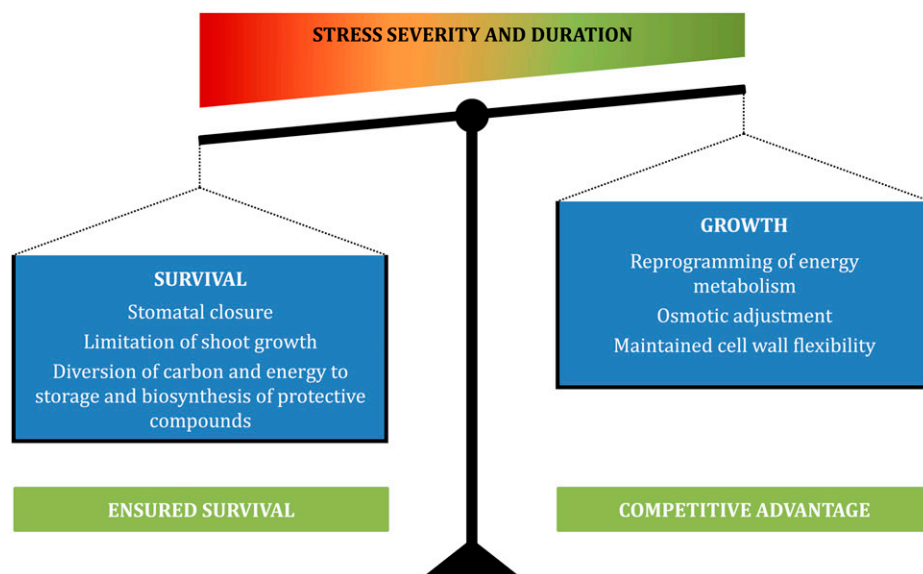 STRESS SEVERITY AND DURATION
SURVIVAL
Stomatal closure
Limitation of shoot growth
Diversion of carbon and energy to
storage and biosynthesis of protective
compounds
GROWTH
Reprogramming of energy
metabolism
Osmotic adjustment
Maintained cell wall flexibility
ENSURED SURVIVAL
COMPETITIVE ADVANTAGE